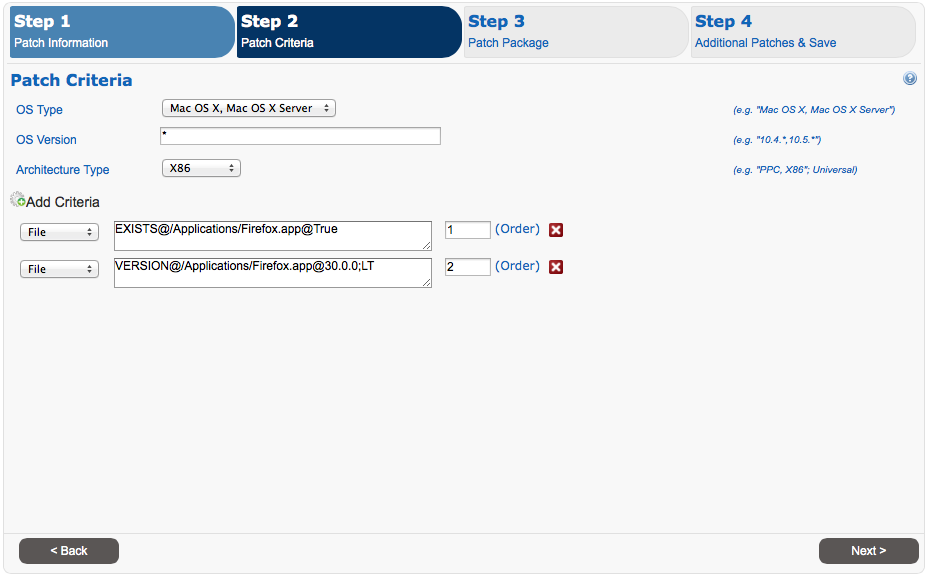 Step 1
Patch Information
Step 2
Patch Criteria
Step 3
Patch Package
Step 4
Additional Patches & Save
Patch Criteria
OS Type
Mac OS X, Mac OS X Server
(e.g. "Mac OS X, Mac OS X Server")
OS Version
*
(e.g. "10.4.*,10.5.*")
Architecture Type
X86
(e.g. "PPC, X86"; Universal)
Add Criteria
File
EXISTS@/Applications/Firefox.app@True
1
(Order)
File
VERSION@/Applications/Firefox.app@30.0.0;LT
2
(Order)
< Back
Next >